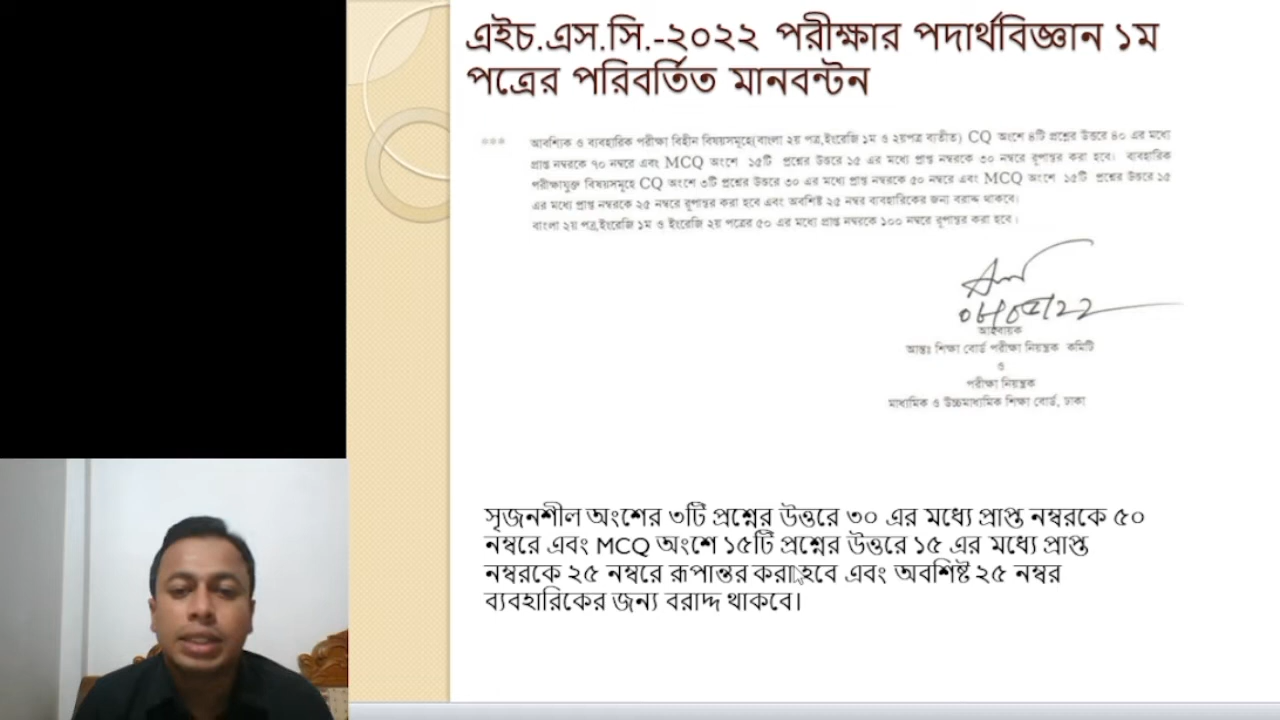 এইচ.এস.সি.-২০২২ পরীক্ষার পদার্থবিজ্ঞান ১ম
পত্রের পরিবর্তিত মানবন্টন
*** আবশ্যিক ও ব্যবহারিক পরীক্ষা বিহীন বিষয়সমূহে(বাংলা ২য় পত্র,ইংরেজি ১ম ও ২য়পত্র ব্যতীত) CQ অংশে ৪টি প্রশ্নের উত্তরে ৪০ এর মধ্যে
প্রাপ্ত নম্বরকে ৭০ নম্বরে এবং MCQ অংশে ১৫টি প্রশ্নের উত্তরে ১৫ এর মধ্যে প্রাপ্ত নম্বরকে ৩০ নম্বরে রূপান্তর করা হবে। ব্যবহারিক
পরীক্ষাযুক্ত বিষয়সমূহে CQ অংশে ৩টি প্রশ্নের উত্তরে ৩০ এর মধ্যে প্রাপ্ত নম্বরকে ৫০ নম্বরে এবং MCQ অংশে ১৫টি প্রশ্নের উত্তরে ১৫
এর মধ্যে প্রাপ্ত নম্বরকে ২৫ নম্বরে রূপান্তর করা হবে এবং অবশিষ্ট ২৫ নম্বর ব্যবহারিকের জন্য বরাদ্দ থাকবে।
বাংলা ২য় পত্র,ইংরেজি ১ম ও ইংরেজি ২য় পত্রের ৫০ এর মধ্যে প্রাপ্ত নম্বরকে ১০০ নম্বরে রূপান্তর করা হবে।
আহবায়ক
আন্তঃ শিক্ষা বোর্ড পরীক্ষা নিয়ন্ত্রক কমিটি
ও
পরীক্ষা নিয়ন্ত্রক
মাধ্যমিক ও উচ্চমাধ্যমিক শিক্ষা বোর্ড, ঢাকা
সৃজনশীল অংশের ৩টি প্রশ্নের উত্তরে ৩০ এর মধ্যে প্রাপ্ত নম্বরকে ৫০
নম্বরে এবং MCQ অংশে ১৫টি প্রশ্নের উত্তরে ১৫ এর মধ্যে প্রাপ্ত
নম্বরকে ২৫ নম্বরে রূপান্তর করা হবে এবং অবশিষ্ট ২৫ নম্বর
ব্যবহারিকের জন্য বরাদ্দ থাকবে।